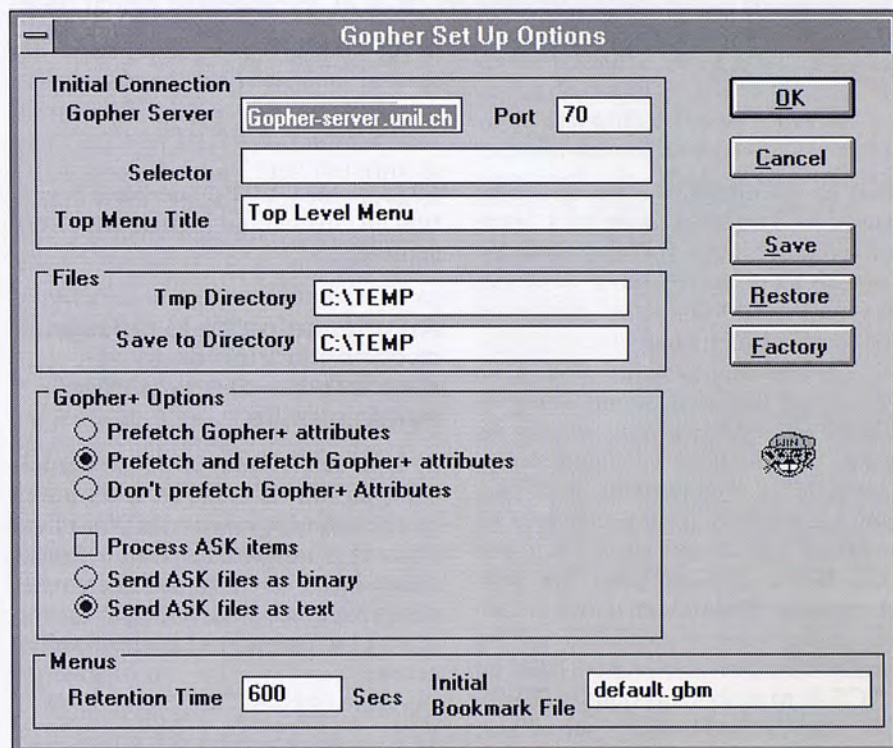 Gopher Set Up Options
Initial Connection
Gopher Server Gopher-server.unil.ch Port 70
Selector
Top Menu Title Top Level Menu
OK
Cancel
Save
Restore
Factory
Files
Tmp Directory C:\TEMP
Save to Directory C:\TEMP
Gopher+ Options
Prefetch Gopher+ attributes
Prefetch and refetch Gopher+ attributes
Don't prefetch Gopher+ Attributes
Process ASK items
Send ASK files as binary
Send ASK files as text
WIN
Menus
Retention Time 600 Secs
Initial
Bookmark File default.gbm